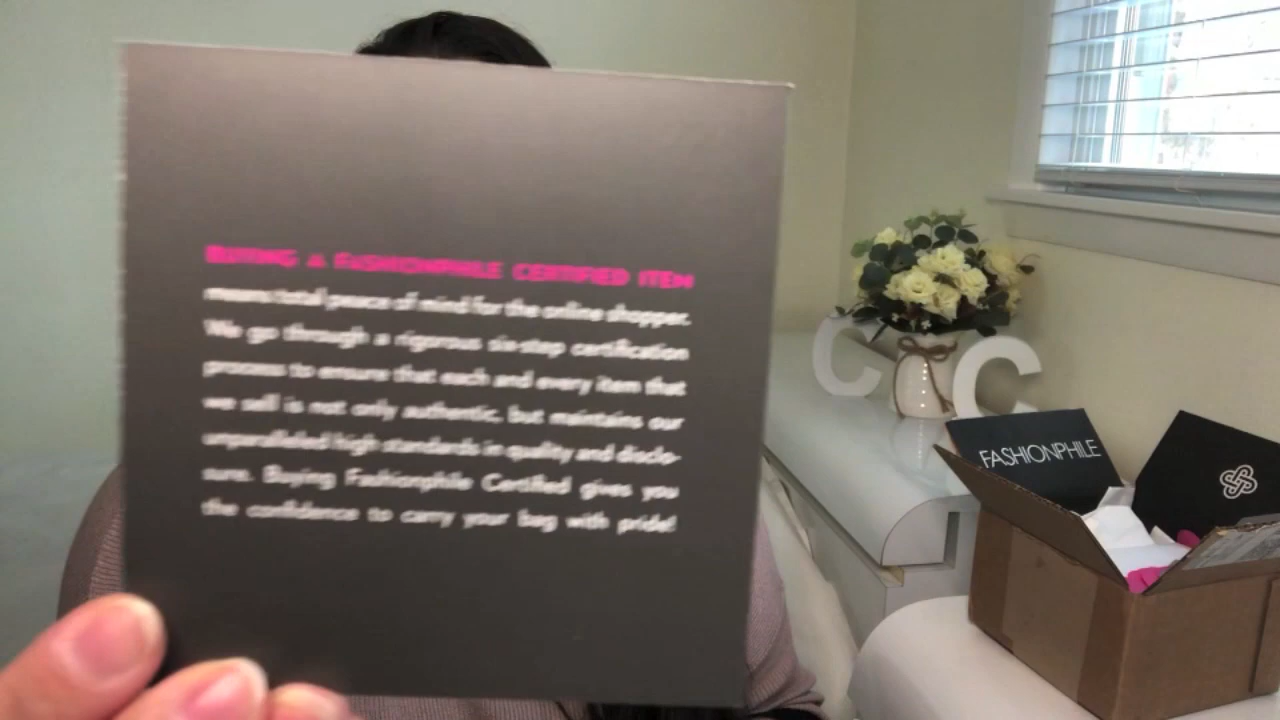 BUYING A FASHIONPHILE CERTIFIED ITEM
means total peace of mind for the online shopper.
We go through a rigorous six-step certification
process to ensure that each and every item that
we sell is not only authentic, but maintains our
unparalleled high standards in quality and disclo-
sure. Buying Fashionphile Certified gives you
the confidence to carry your bag with pride!
C C
FASHIONPHILE